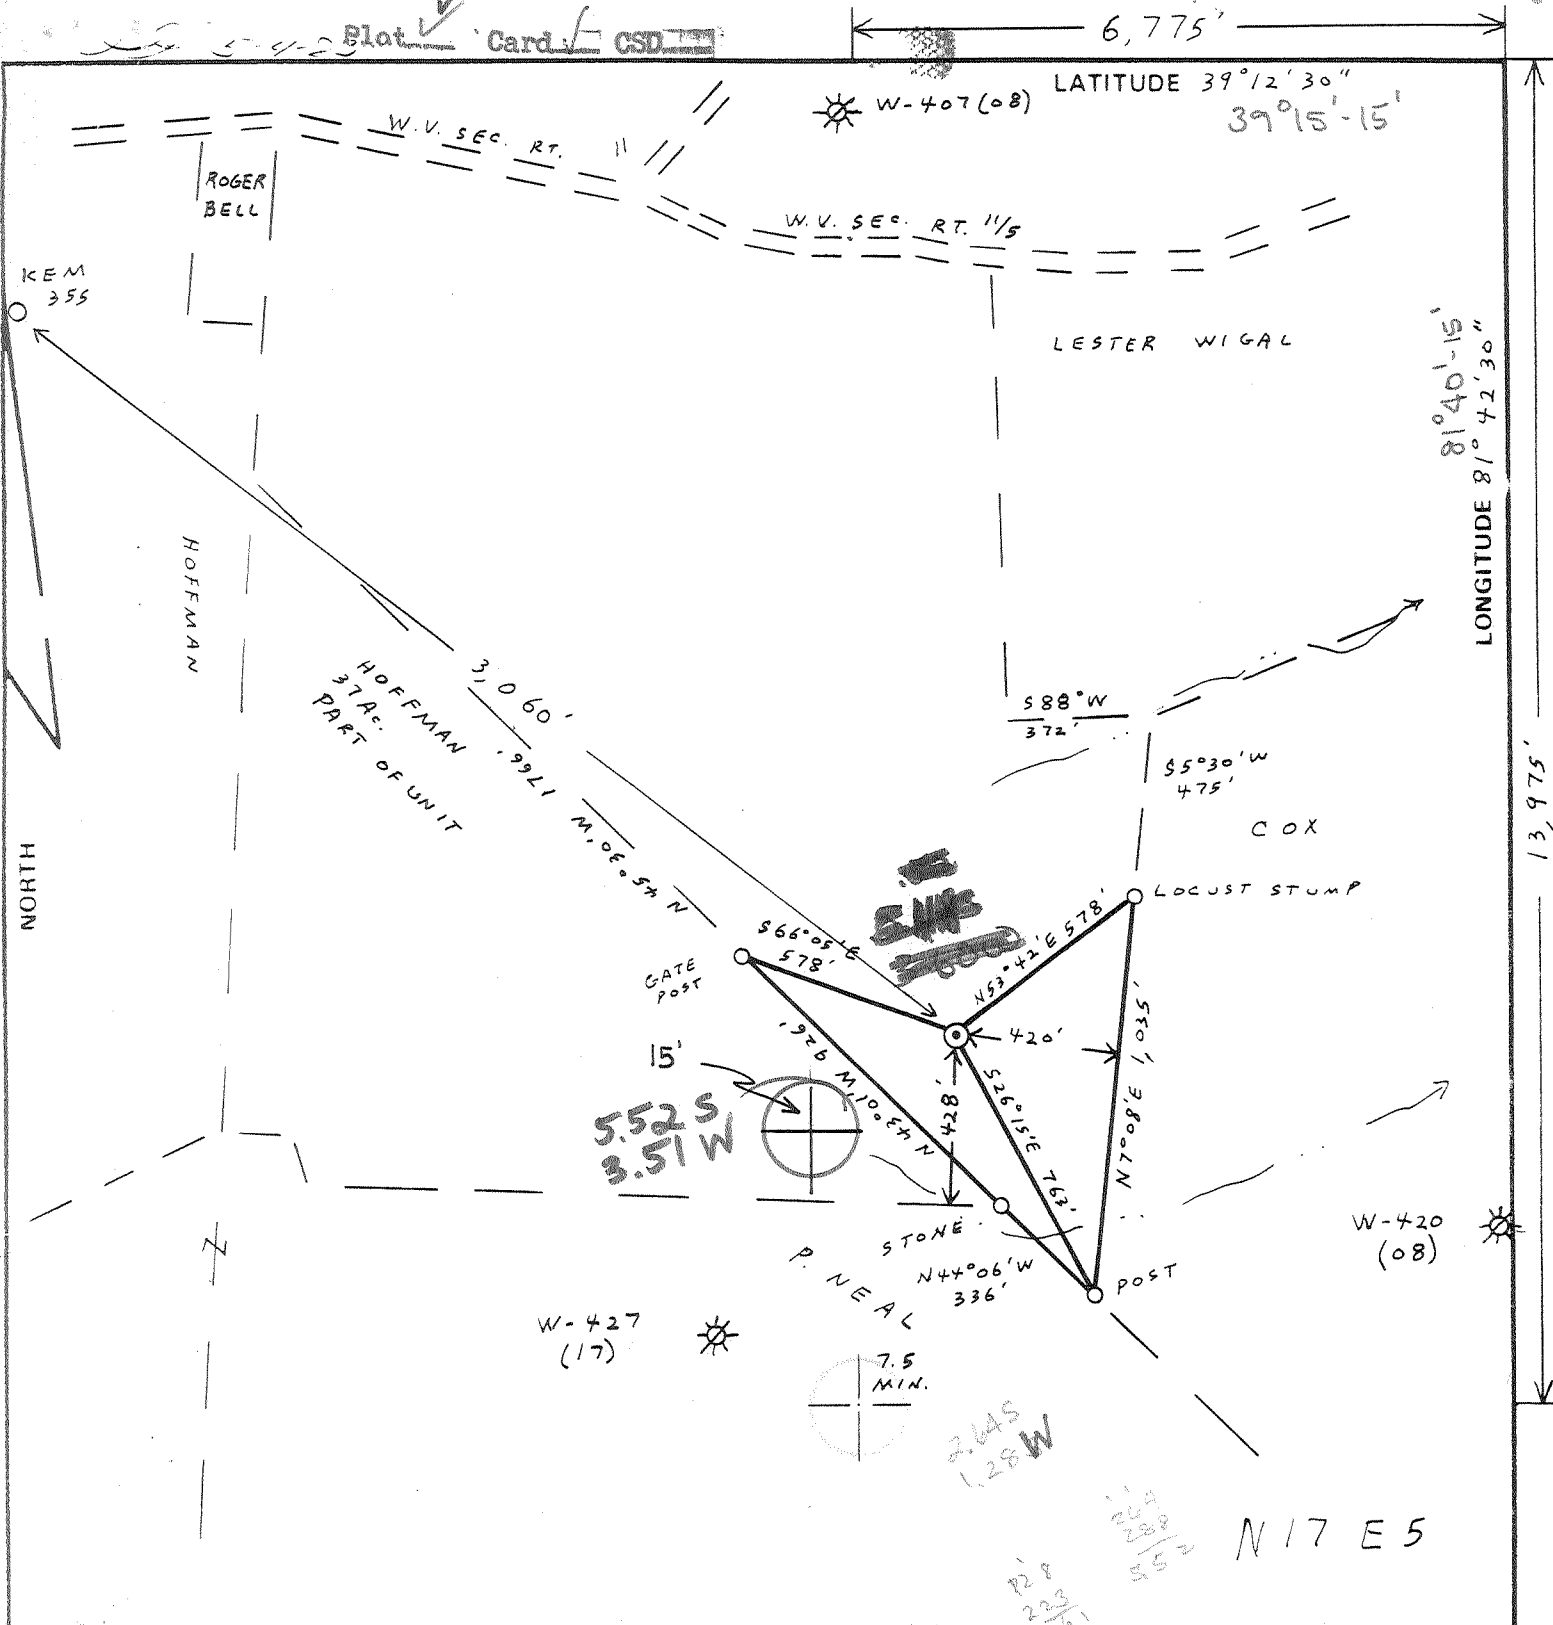 Plat ✓ Card ✓ CSD
6,775'
LATITUDE 39°12'30"
39°15'-15'
W-407(08)
W.V. SEC. RT. 11
ROGER
BELL
W.V. SEC. RT. 11/5
KEM
355
LESTER WIGAL
81°40'-15'
LONGITUDE 81°42'30"
HOFFMAN
3,060'
HOFFMAN
37 Ac.
PART OF UNIT
N 45°30'W 1766'
S88°W
372'
S5°30'W
475'
COX
13,975'
NORTH
LOCUST STUMP
S66°05'E
578'
N53°42'E 578'
GATE
POST
420'
15'
N43°01'W 926'
428'
S26°15'E 763'
N7°08'E 1,035'
5.52 S
3.51 W
STONE
P. NEAL
N44°06'W
336'
POST
W-420
(08)
W-427
(17)
7.5
MIN.
2.64S
1.28W
N17 E5